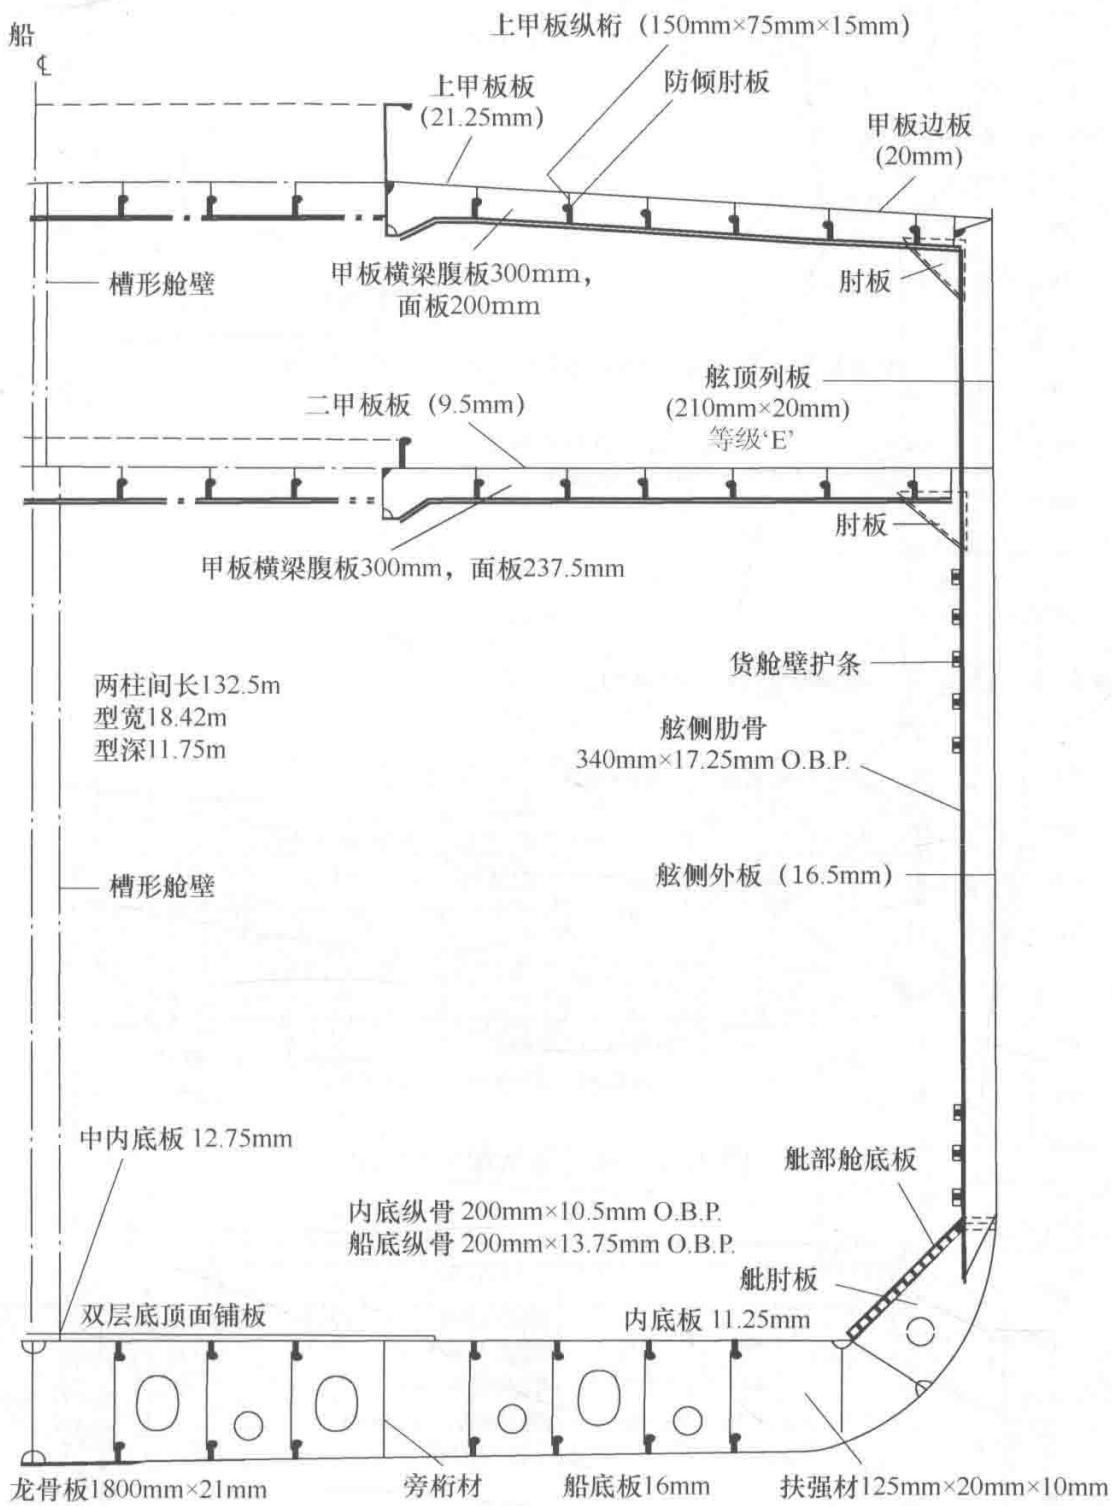 船
℄
上甲板纵桁（150mm×75mm×15mm）
上甲板板
(21.25mm)
防倾肘板
甲板边板
(20mm)
槽形舱壁
甲板横梁腹板300mm，
面板200mm
肘板
舷顶列板
(210mm×20mm)
等级‘E’
二甲板板（9.5mm）
肘板
甲板横梁腹板300mm，面板237.5mm
货舱壁护条
两柱间长132.5m
型宽18.42m
型深11.75m
舷侧肋骨
340mm×17.25mm O.B.P.
舷侧外板（16.5mm）
槽形舱壁
中内底板 12.75mm
舭部舱底板
内底纵骨 200mm×10.5mm O.B.P.
船底纵骨 200mm×13.75mm O.B.P.
舭肘板
双层底顶面铺板
内底板 11.25mm
龙骨板1800mm×21mm
旁桁材
船底板16mm
扶强材125mm×20mm×10mm